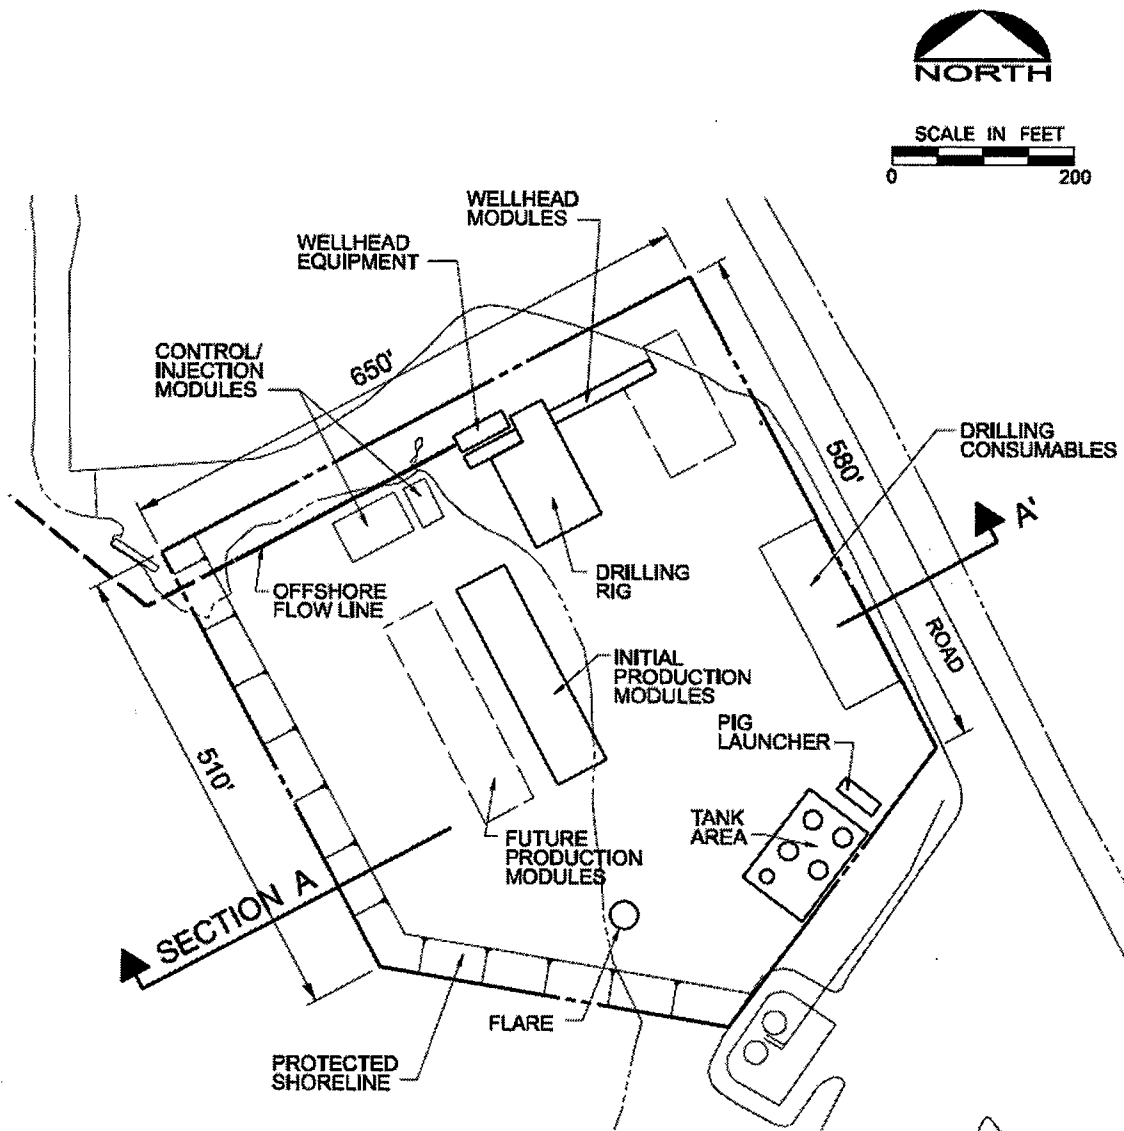 NORTH
SCALE IN FEET
0
200
WELLHEAD
MODULES
WELLHEAD
EQUIPMENT
CONTROL/
INJECTION
MODULES
650'
580'
DRILLING
CONSUMABLES
A'
OFFSHORE
FLOW LINE
DRILLING
RIG
ROAD
INITIAL
PRODUCTION
MODULES
PIG
LAUNCHER
510'
TANK
AREA
FUTURE
PRODUCTION
MODULES
SECTION A
FLARE
PROTECTED
SHORELINE